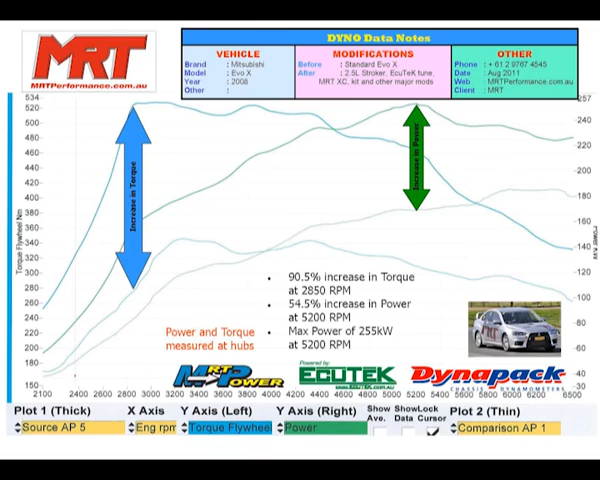 MRT
MRTPerformance.com.au
DYNO Data Notes
VEHICLE
Brand : Mitsubishi
Model : Evo X
Year : 2008
Other :
MODIFICATIONS
Before : Standard Evo X
After : 2.5L Stroker, EcuTeK tune,
MRT XC, kit and other major mods
OTHER
Phone : + 61 2 9767 4545
Date : Aug 2011
Web : MRTPerformance.com.au
Client : MRT
534
520
500
480
460
440
420
400
380
360
340
320
300
280
260
240
220
200
180
150
Torque Flywheel Nm
257
240
220
200
180
160
140
120
100
80
60
40
30
Power kW
Increase in Torque
Increase in Power
• 90.5% increase in Torque
at 2850 RPM
• 54.5% increase in Power
at 5200 RPM
• Max Power of 255kW
at 5200 RPM
Power and Torque
measured at hubs
MRT POWER
Powered by:
ECUTEK
WWW.ECUTEK.COM.AU
Dynapack
CHASSIS DYNAMOMETERS
2100 2400 2600 2800 3000 3200 3400 3600 3800 4000 4200 4400 4600 4800 5000 5200 5400 5600 5800 6000 6200 6500
Plot 1 (Thick) X Axis Y Axis (Left) Y Axis (Right) Show Ave. Show Data Lock Cursor Plot 2 (Thin)
Source AP 5 Eng rpm Torque Flywheel Power Comparison AP 1